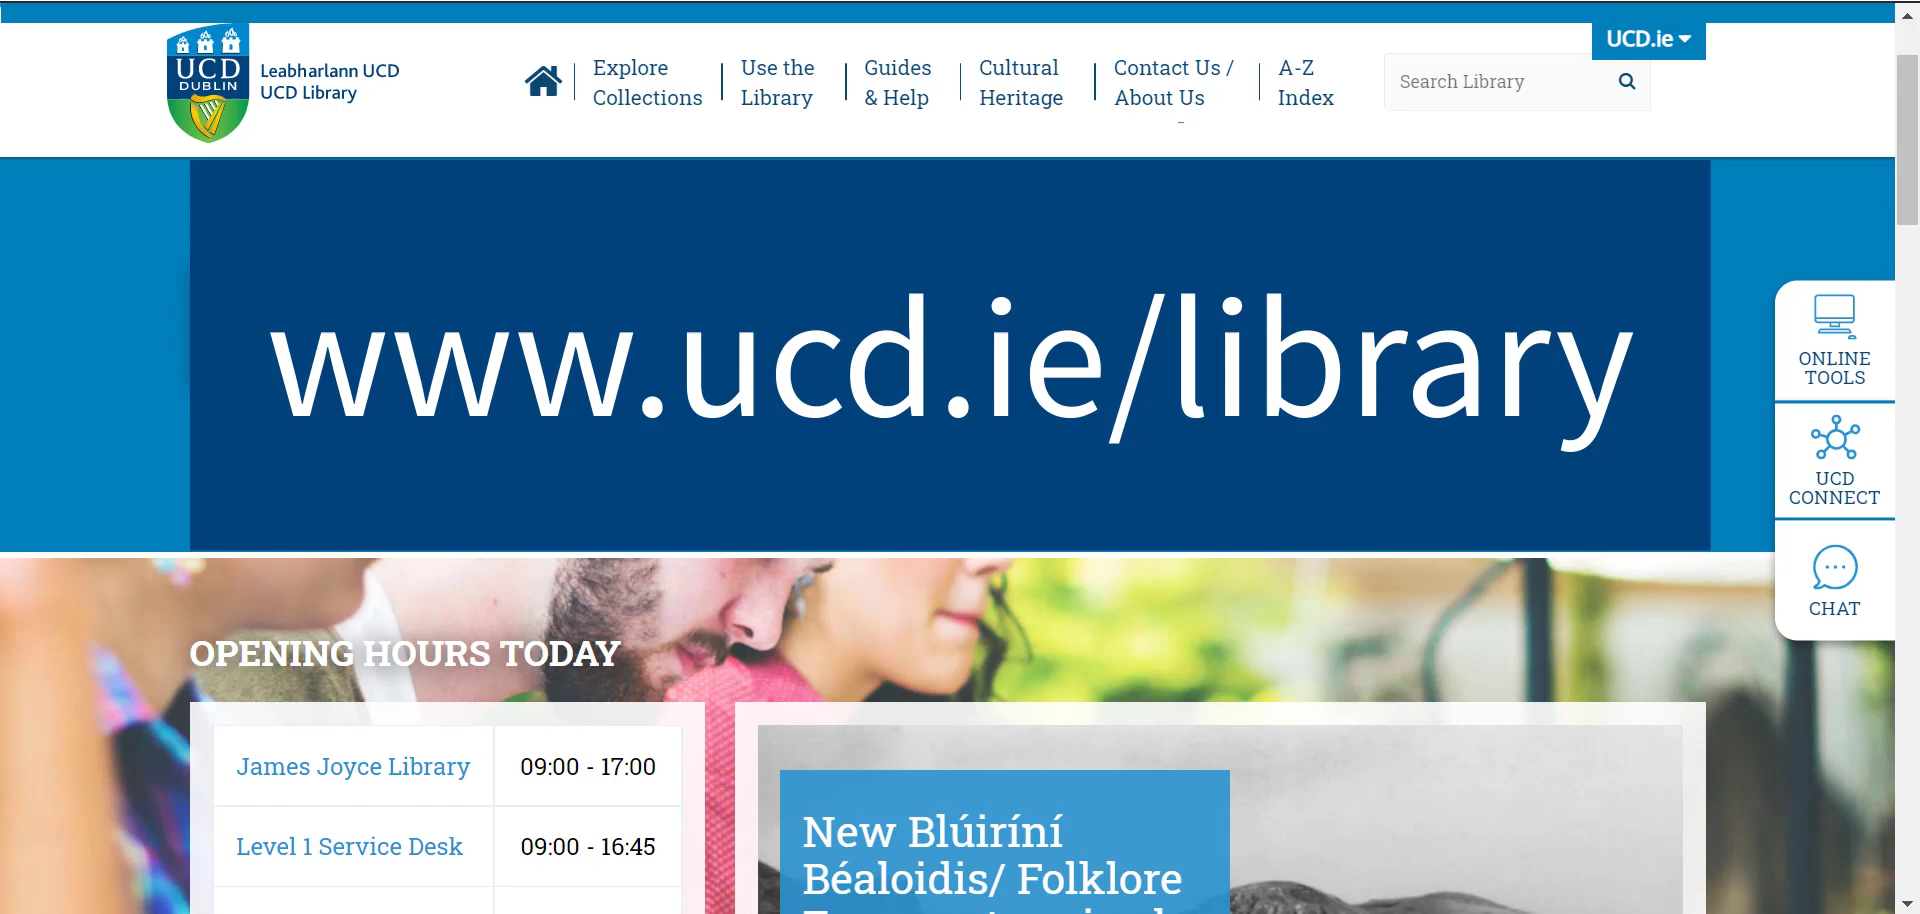 UCD.ie
UCD
DUBLIN
Leabharlann UCD
UCD Library
Explore
Collections
Use the
Library
Guides
& Help
Cultural
Heritage
Contact Us /
About Us
A-Z
Index
Search Library
www.ucd.ie/library
ONLINE
TOOLS
UCD
CONNECT
CHAT
OPENING HOURS TODAY
James Joyce Library 09:00 - 17:00
Level 1 Service Desk 09:00 - 16:45
New Blúiríní
Béaloidis/ Folklore